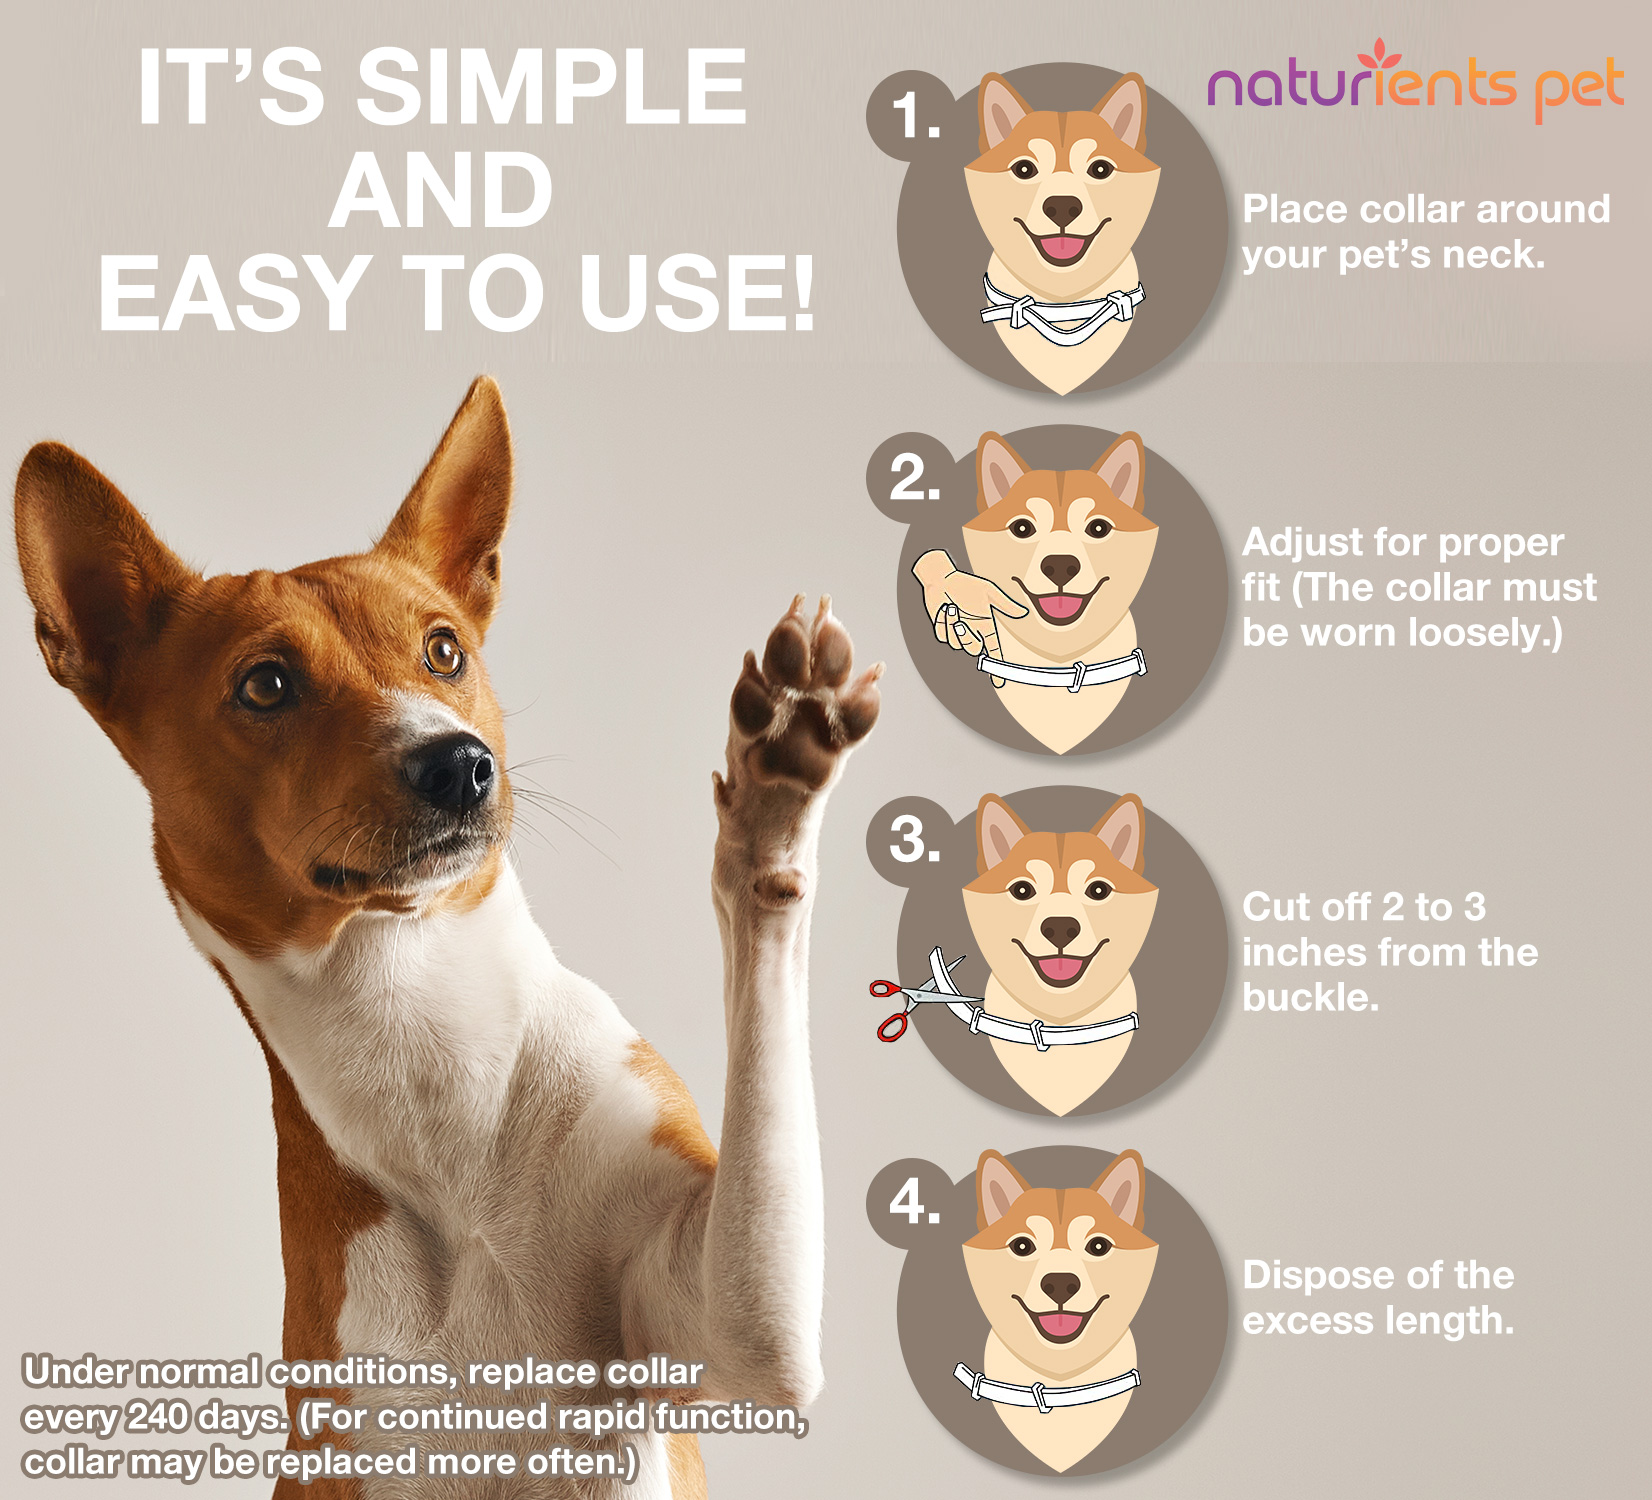 IT'S SIMPLE
AND
EASY TO USE!
naturients pet
1.
Place collar around
your pet's neck.
2.
Adjust for proper
fit (The collar must
be worn loosely.)
3.
Cut off 2 to 3
inches from the
buckle.
4.
Dispose of the
excess length.
Under normal conditions, replace collar
every 240 days. (For continued rapid function,
collar may be replaced more often.)